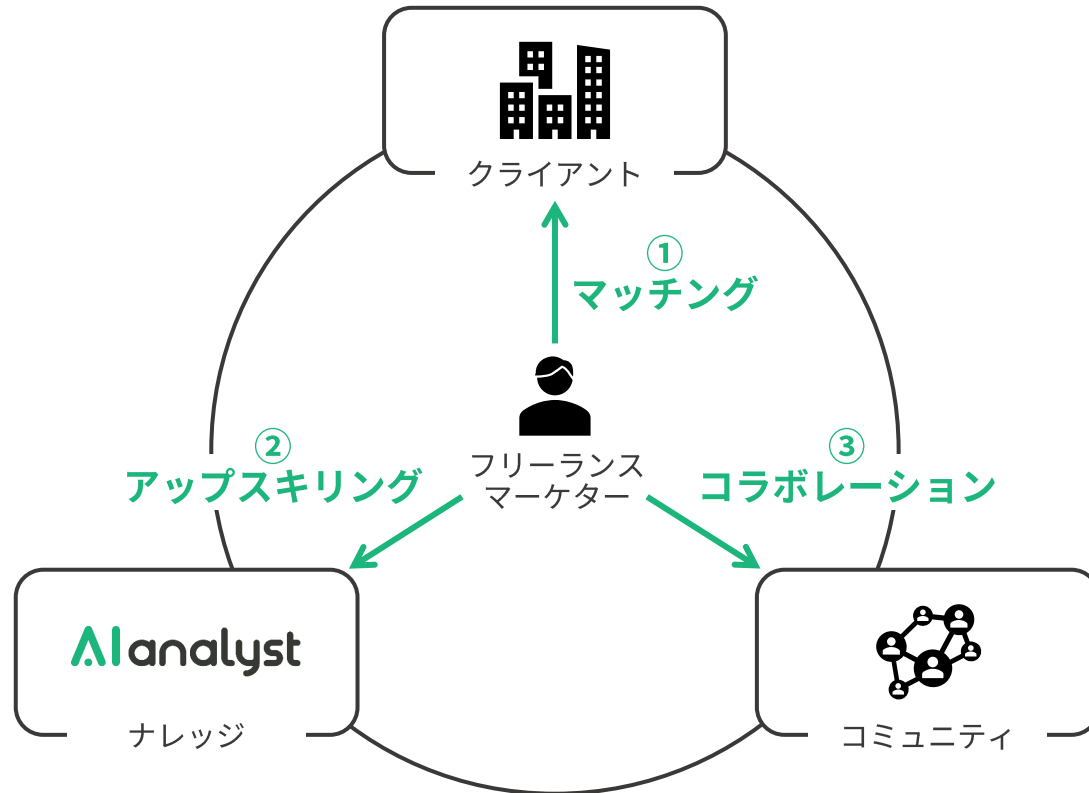 クライアント
①
マッチング
フリーランス
マーケター
②
アップスキリング
③
コラボレーション
AI analyst
ナレッジ
コミュニティ